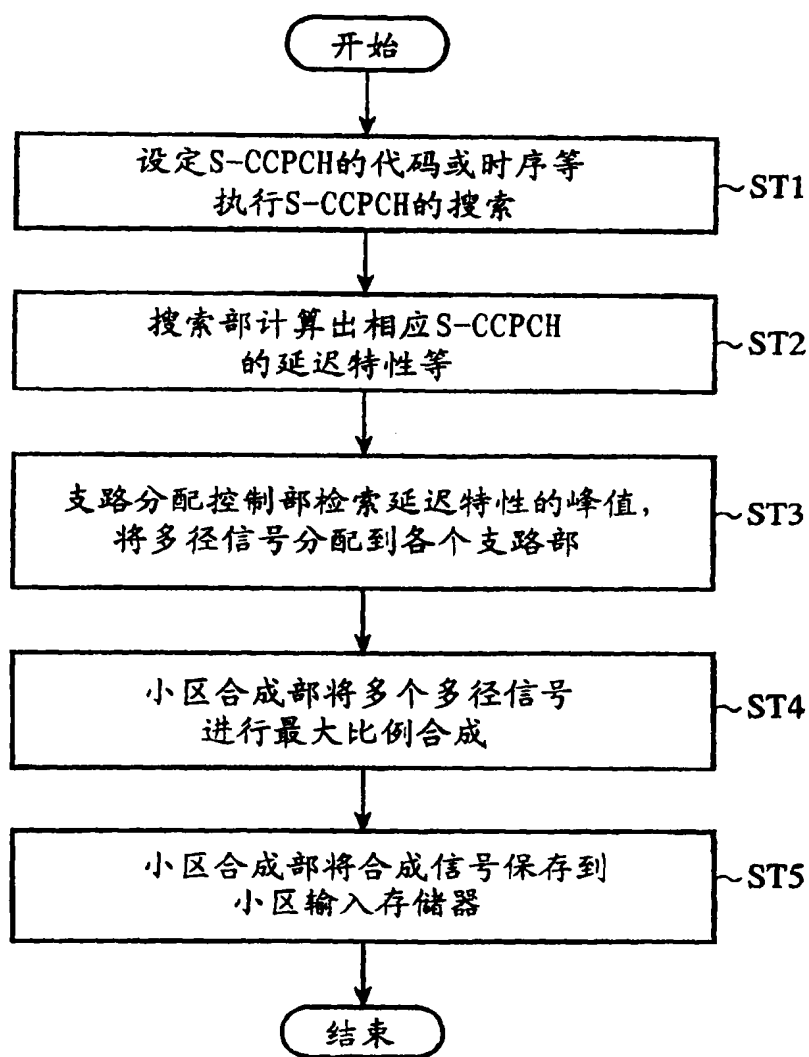 开始
设定S-CCPCH的代码或时序等
执行S-CCPCH的搜索
~ST1
搜索部计算出相应S-CCPCH
的延迟特性等
~ST2
支路分配控制部检索延迟特性的峰值，
将多径信号分配到各个支路部
~ST3
小区合成部将多个多径信号
进行最大比例合成
~ST4
小区合成部将合成信号保存到
小区输入存储器
~ST5
结束